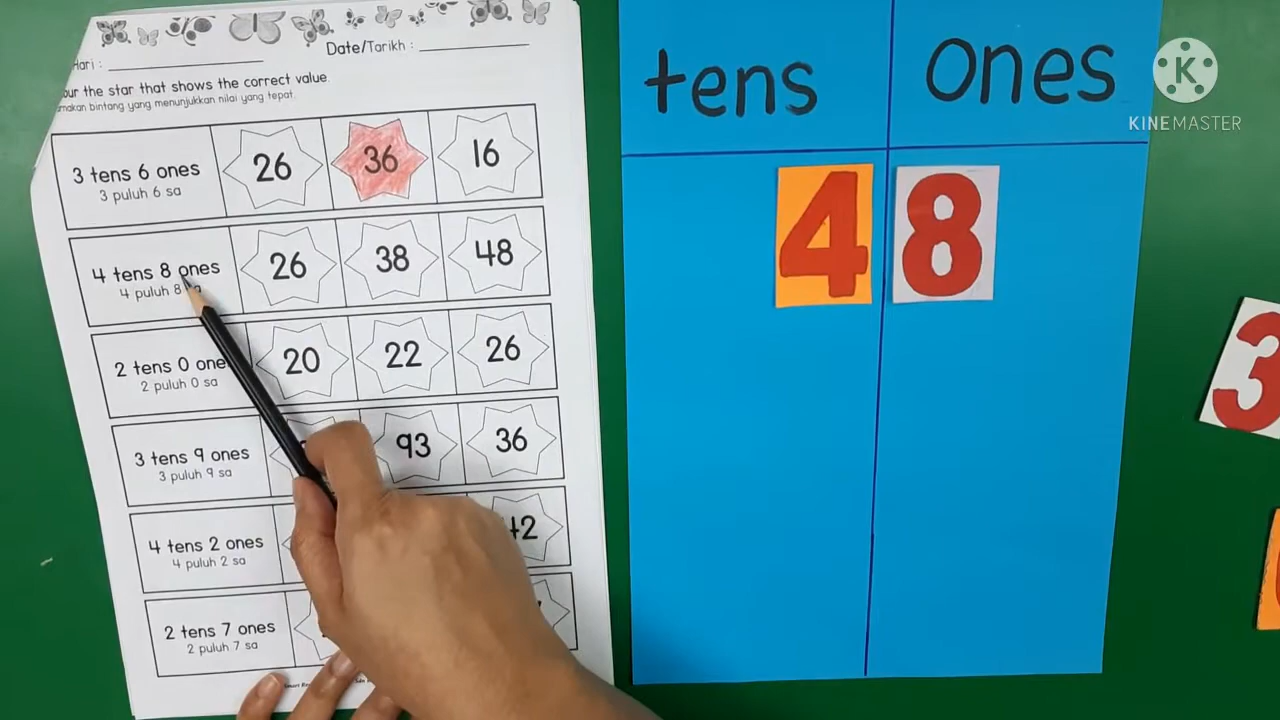 Hari :
Date/Tarikh :
our the star that shows the correct value.
makan bintang yang menunjukkan nilai yang tepat.
3 tens 6 ones
3 puluh 6 sa
26
36
16
4 tens 8 ones
4 puluh 8
26
38
48
2 tens 0 one
2 puluh 0 sa
20
22
26
3 tens 9 ones
3 puluh 9 sa
93
36
4 tens 2 ones
4 puluh 2 sa
42
2 tens 7 ones
2 puluh 7 sa
tens
ones
4
8
3
K
KINEMASTER